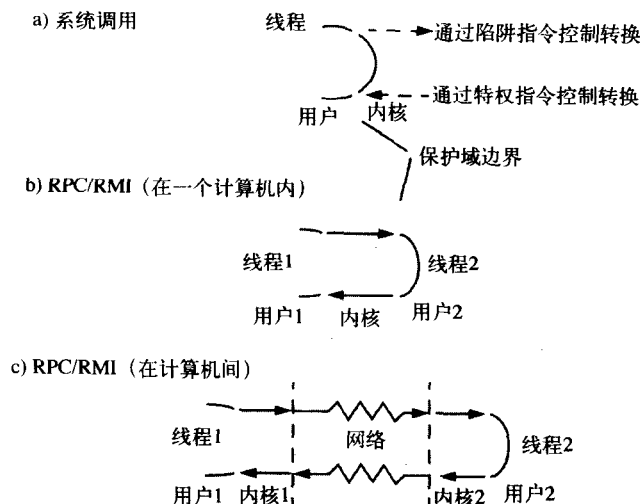 a) 系统调用
线程
通过陷阱指令控制转换
通过特权指令控制转换
用户
内核
保护域边界
b) RPC/RMI（在一个计算机内）
线程1
线程2
用户1
内核
用户2
c) RPC/RMI（在计算机间）
线程1
网络
线程2
用户1
内核1
内核2
用户2